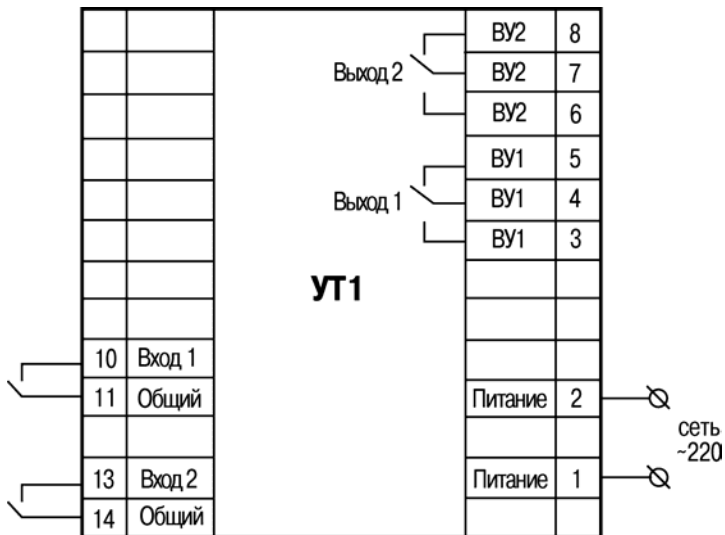 ВУ2 8
Выход 2 ВУ2 7
ВУ2 6
ВУ1 5
Выход 1 ВУ1 4
ВУ1 3
УТ1
10 Вход 1
11 Общий
Питание 2
сеть
~220
13 Вход 2
Питание 1
14 Общий